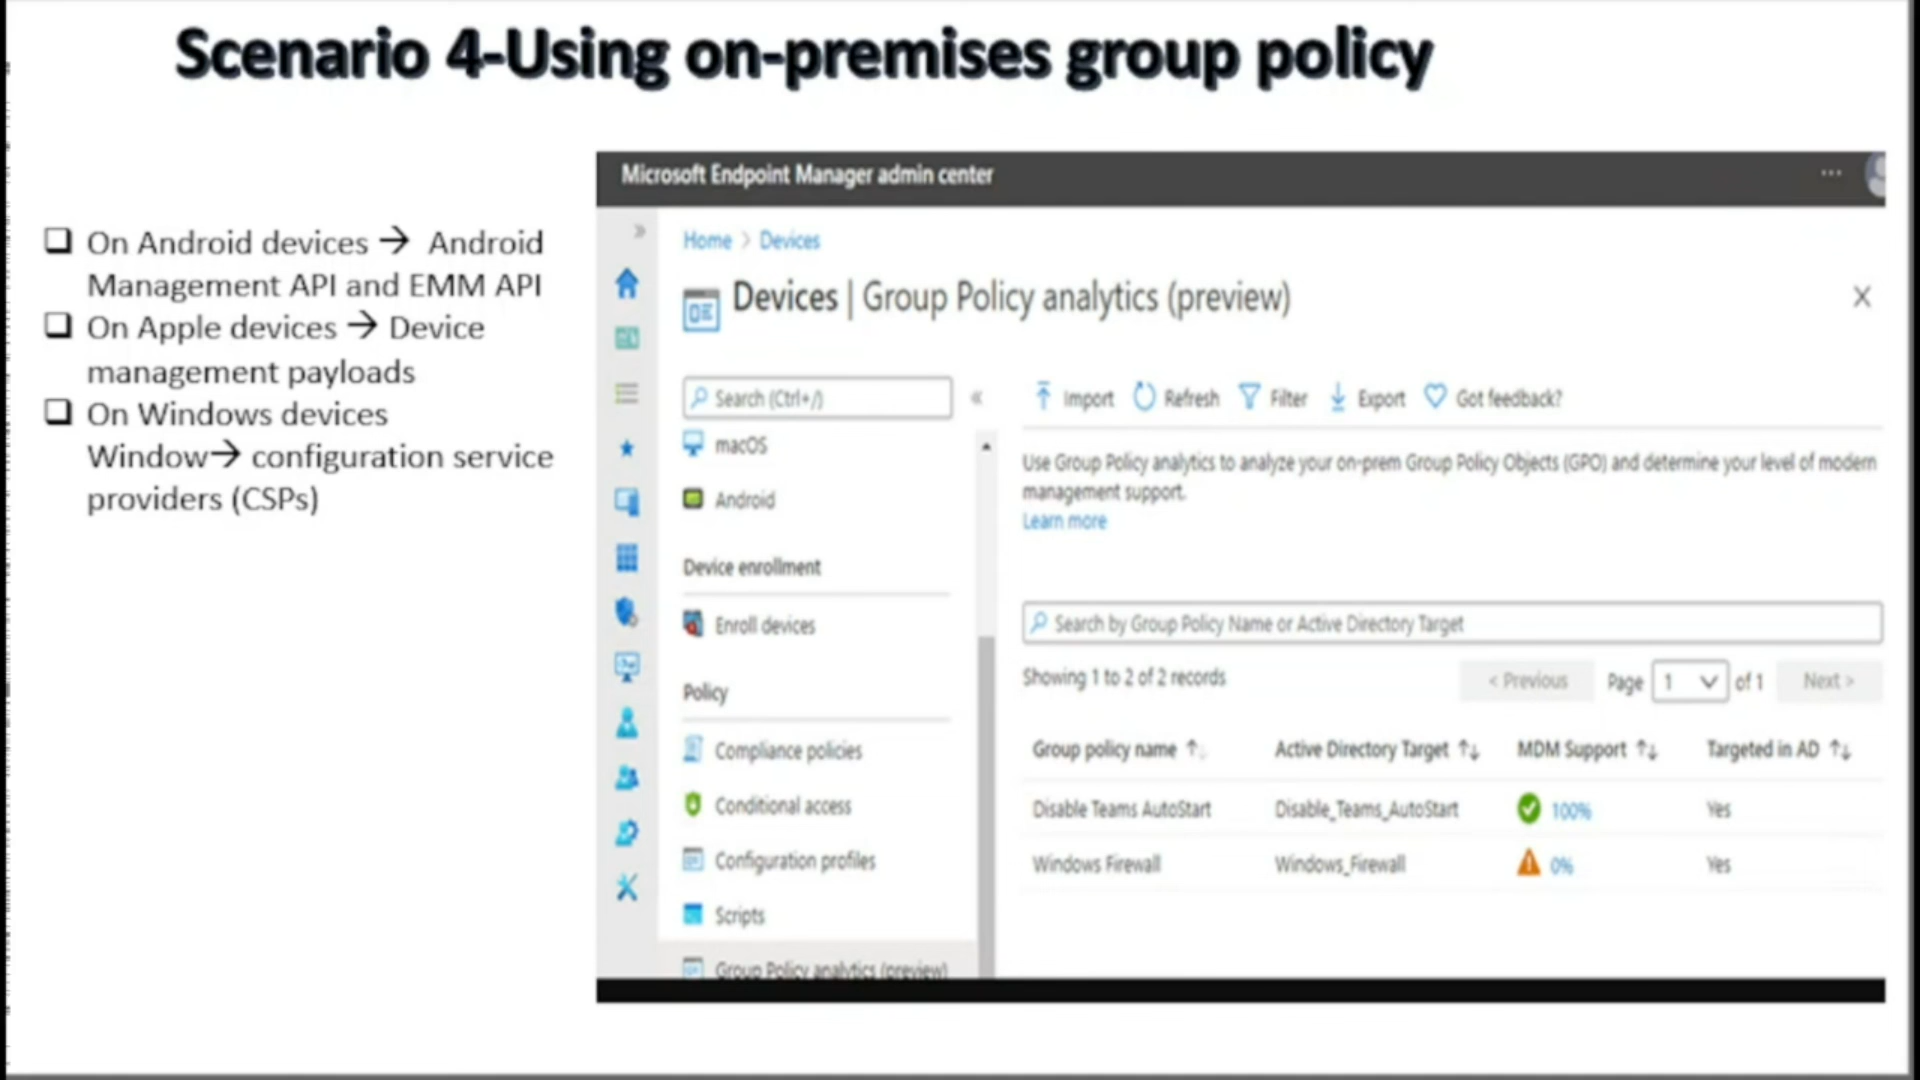 Scenario 4-Using on-premises group policy
❑ On Android devices → Android
Management API and EMM API
❑ On Apple devices → Device
management payloads
❑ On Windows devices
Window→ configuration service
providers (CSPs)
Microsoft Endpoint Manager admin center
Home > Devices
Devices | Group Policy analytics (preview)
Search (Ctrl+/)
macOS
Android
Device enrollment
Enroll devices
Policy
Compliance policies
Conditional access
Configuration profiles
Scripts
Group Policy analytics (preview)
Import Refresh Filter Export Got feedback?
Use Group Policy analytics to analyze your on-prem Group Policy Objects (GPO) and determine your level of modern
management support.
Learn more
Search by Group Policy Name or Active Directory Target
Showing 1 to 2 of 2 records
< Previous Page 1 of 1 Next >
Group policy name Active Directory Target MDM Support Targeted in AD
Disable Teams AutoStart Disable_Teams_AutoStart 100% Yes
Windows Firewall Windows_Firewall 0% Yes